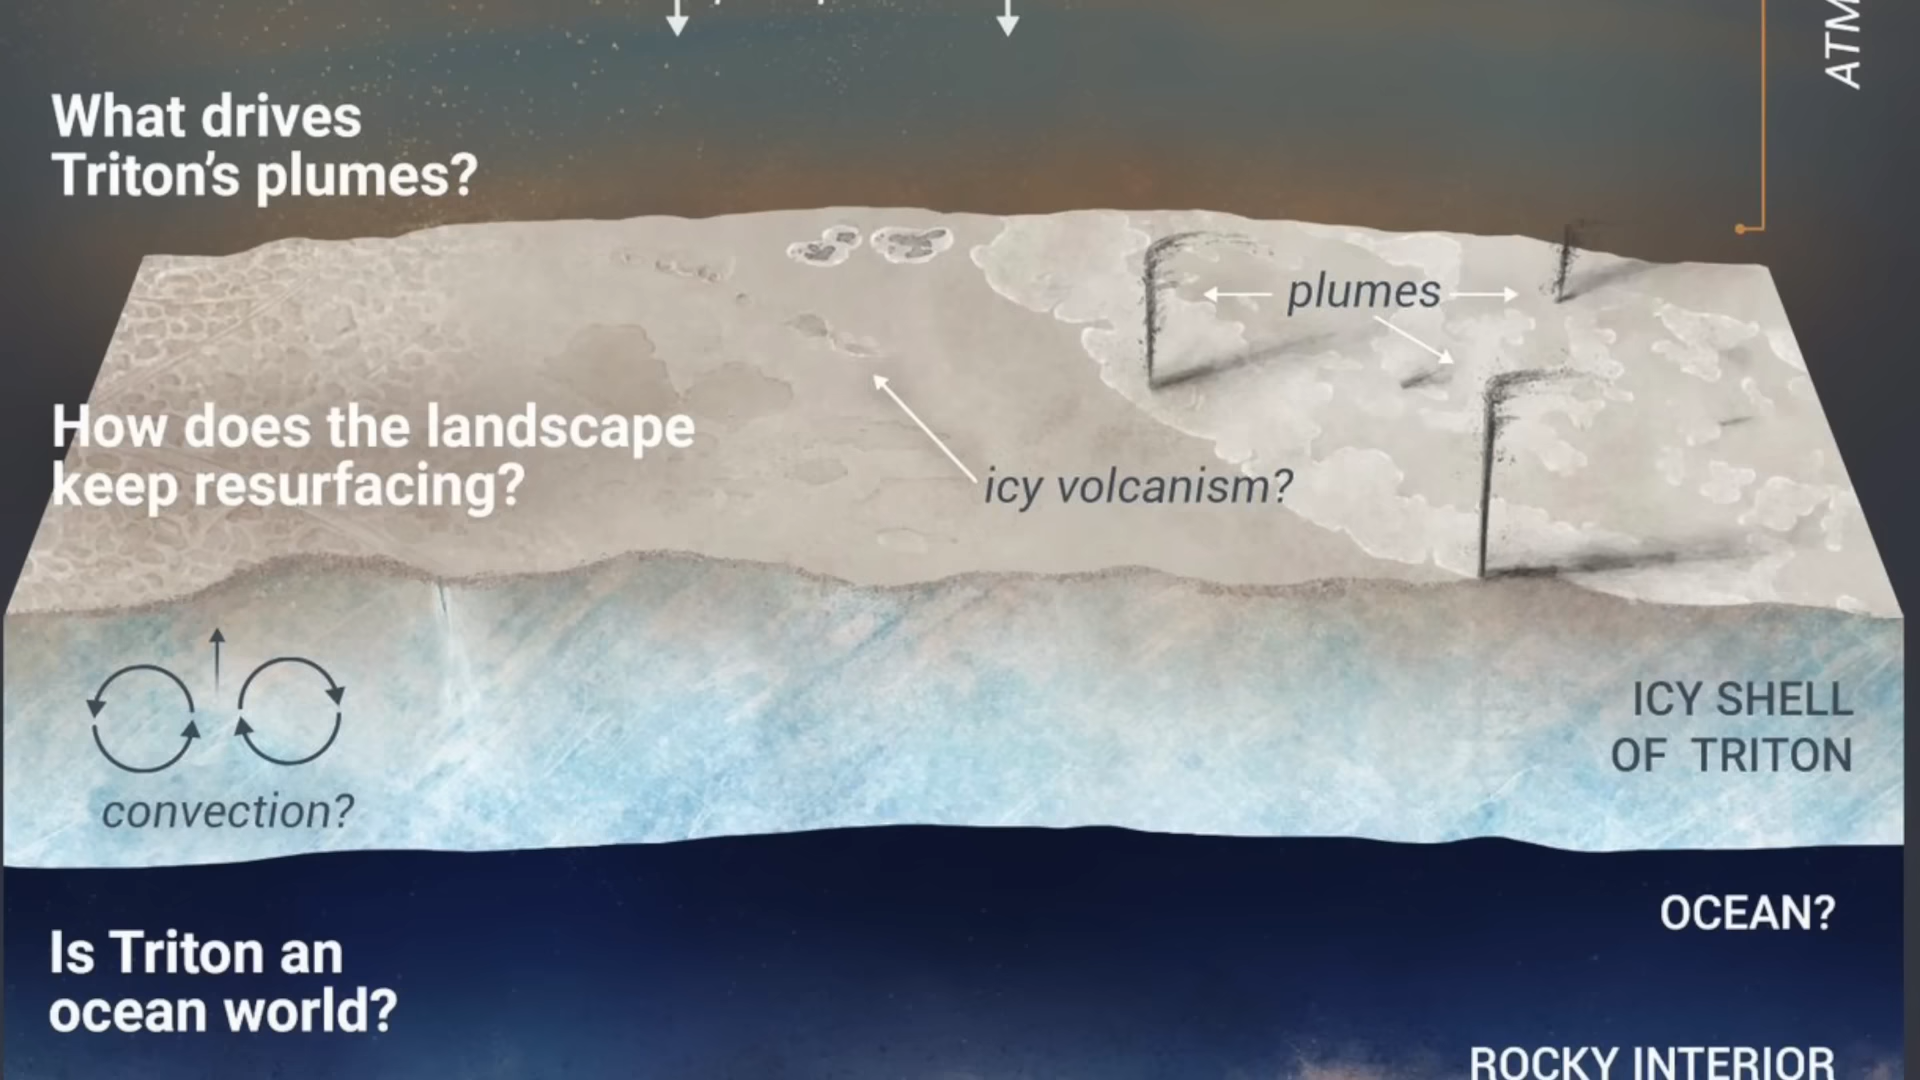 ATM
What drives
Triton's plumes?
plumes
How does the landscape
keep resurfacing?
icy volcanism?
ICY SHELL
OF TRITON
convection?
OCEAN?
Is Triton an
ocean world?
ROCKY INTERIOR